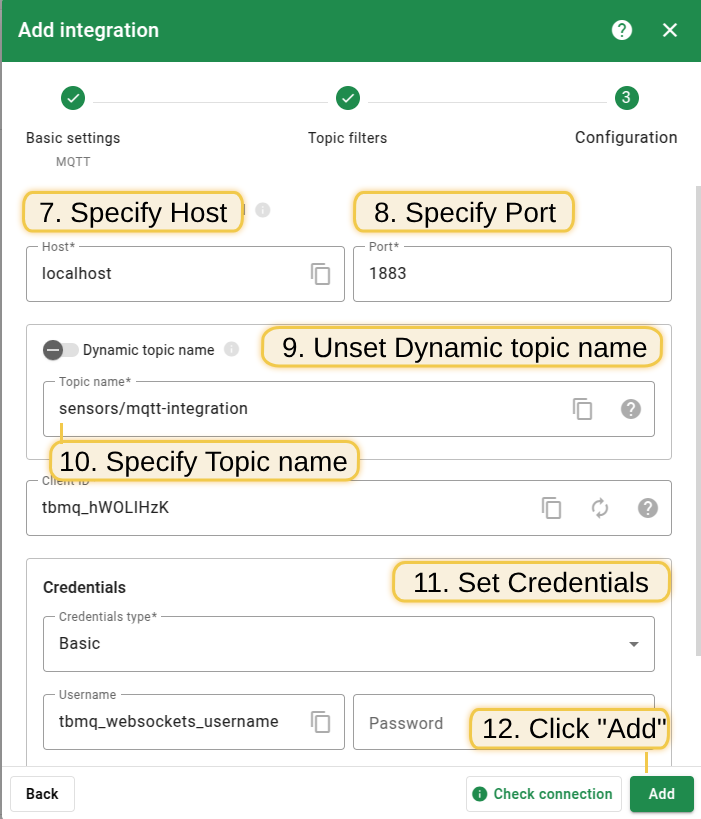 Add integration
3
Basic settings
Topic filters
Configuration
MQTT
7. Specify Host
8. Specify Port
Host*
Port*
localhost
1883
Dynamic topic name
9. Unset Dynamic topic name
Topic name*
sensors/mqtt-integration
10. Specify Topic name
Client ID
tbmq_hWOLIHzK
11. Set Credentials
Credentials
Credentials type*
Basic
Username
tbmq_websockets_username
Password
12. Click "Add"
Back
Check connection
Add